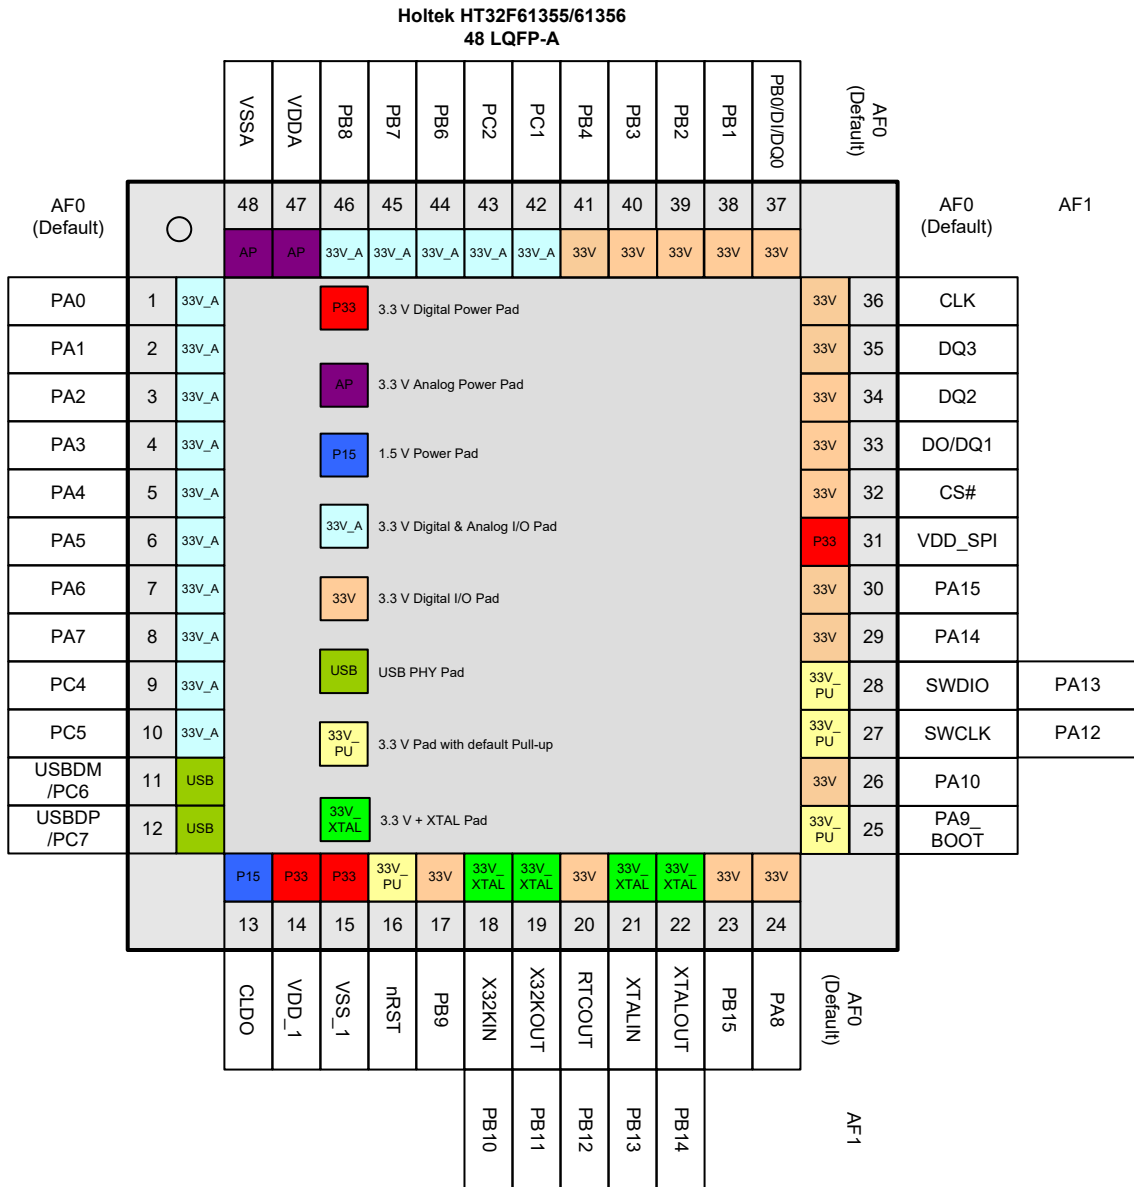 Holtek HT32F61355/61356
48 LQFP-A
VSSA
VDDA
PB8
PB7
PB6
PC2
PC1
PB4
PB3
PB2
PB1
PB0/DI/DQ0
AF0
(Default)
AF0
(Default)
48 47 46 45 44 43 42 41 40 39 38 37
AF0
(Default)
AF1
AP AP 33V_A 33V_A 33V_A 33V_A 33V_A 33V 33V 33V 33V 33V
PA0 1 33V_A
P33 3.3 V Digital Power Pad
33V 36 CLK
PA1 2 33V_A
33V 35 DQ3
PA2 3 33V_A
AP 3.3 V Analog Power Pad
33V 34 DQ2
PA3 4 33V_A
P15 1.5 V Power Pad
33V 33 DO/DQ1
PA4 5 33V_A
33V 32 CS#
PA5 6 33V_A
33V_A 3.3 V Digital & Analog I/O Pad
P33 31 VDD_SPI
PA6 7 33V_A
33V 3.3 V Digital I/O Pad
33V 30 PA15
PA7 8 33V_A
33V 29 PA14
PC4 9 33V_A
USB USB PHY Pad
33V_
PU
28 SWDIO PA13
PC5 10 33V_A
33V_
PU
3.3 V Pad with default Pull-up
33V_
PU
27 SWCLK PA12
USBDM
/PC6
11 USB
33V 26 PA10
USBDP
/PC7
12 USB
33V_
XTAL
3.3 V + XTAL Pad
33V_
PU
25
PA9_
BOOT
P15 P33 P33
33V_
PU
33V
33V_
XTAL
33V_
XTAL
33V
33V_
XTAL
33V_
XTAL
33V 33V
13 14 15 16 17 18 19 20 21 22 23 24
CLDO
VDD_1
VSS_1
nRST
PB9
X32KIN
X32KOUT
RTCOUT
XTALIN
XTALOUT
PB15
PA8
AF0
(Default)
PB10
PB11
PB12
PB13
PB14
AF1